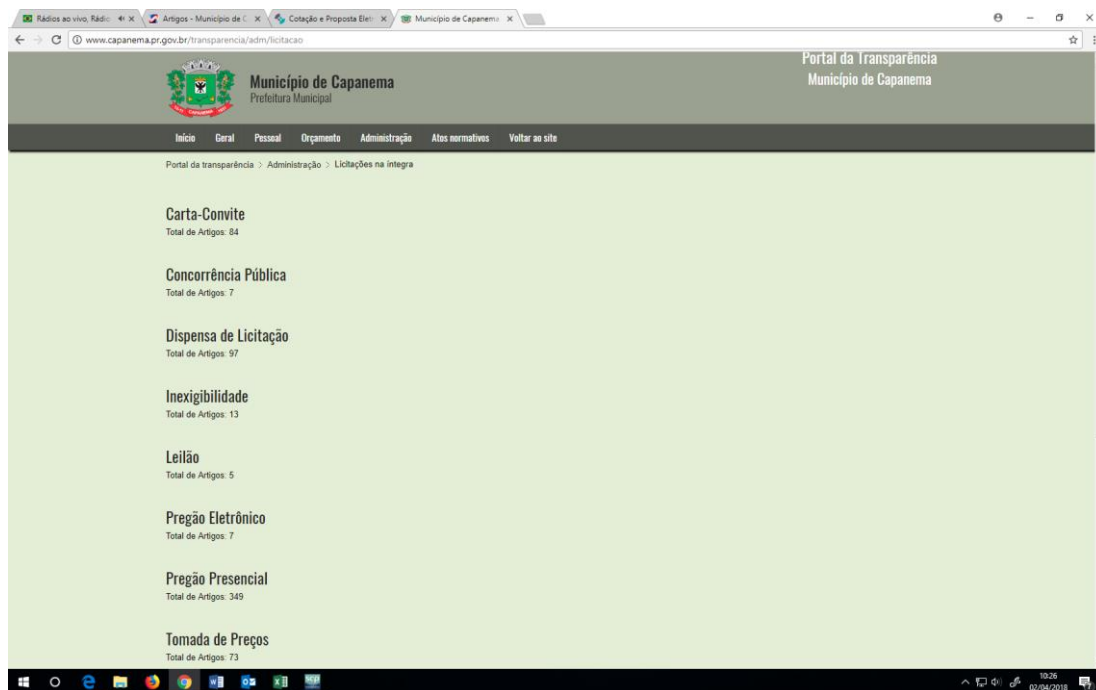 Rádios ao vivo, Rádio
Artigos - Município de C
Cotação e Proposta Eletr
Município de Capanema
www.capanema.pr.gov.br/transparencia/adm/licitacao
Portal da Transparência
Município de Capanema
Município de Capanema
Prefeitura Municipal
Início Geral Pessoal Orçamento Administração Atos normativos Voltar ao site
Portal da transparência > Administração > Licitações na íntegra
Carta-Convite
Total de Artigos: 84
Concorrência Pública
Total de Artigos: 7
Dispensa de Licitação
Total de Artigos: 97
Inexigibilidade
Total de Artigos: 13
Leilão
Total de Artigos: 5
Pregão Eletrônico
Total de Artigos: 7
Pregão Presencial
Total de Artigos: 349
Tomada de Preços
Total de Artigos: 73
10:26
02/04/2018